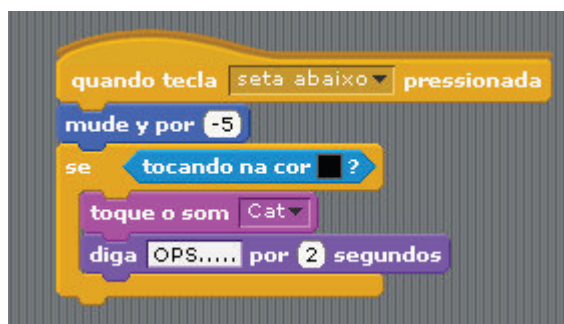 quando tecla seta abaixo pressionada
mude y por -5
se tocando na cor ?
toque o som Cat
diga OPS..... por 2 segundos